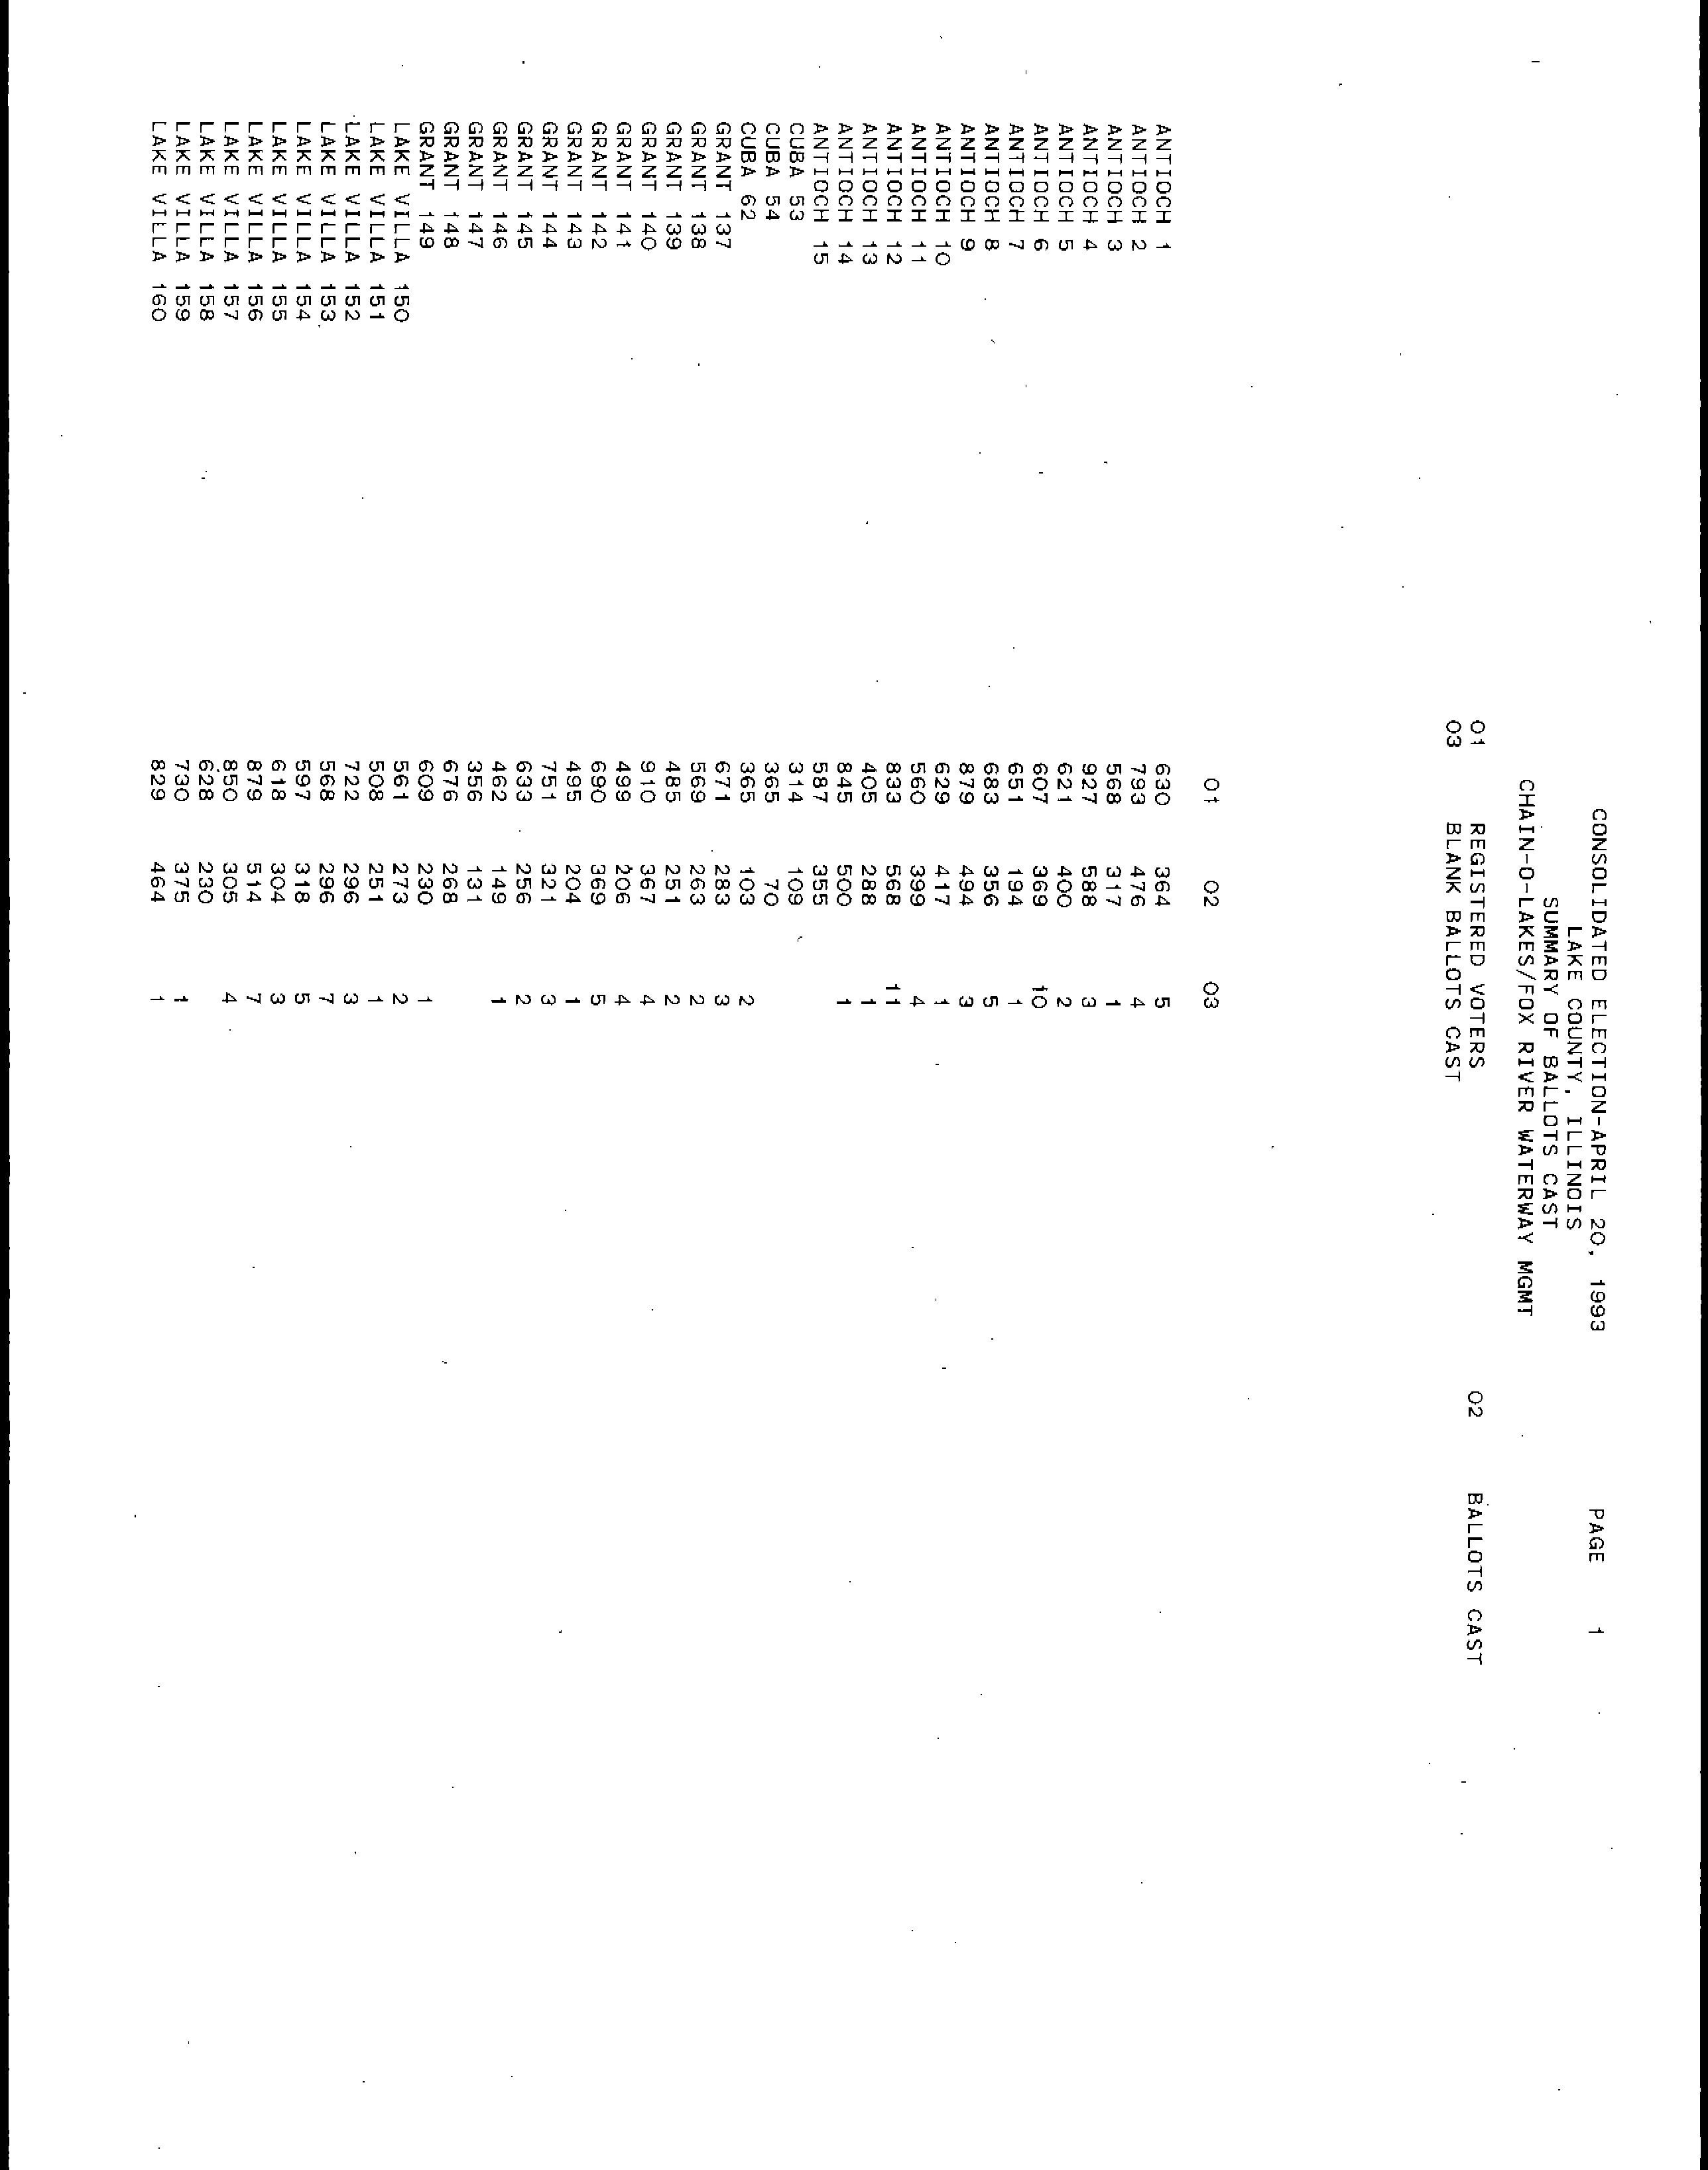 CONSOLIDATED ELECTION-APRIL 20, 1993 PAGE 1
LAKE COUNTY, ILLINOIS
SUMMARY OF BALLOTS CAST
CHAIN-O-LAKES/FOX RIVER WATERWAY MGMT
01 REGISTERED VOTERS 02 BALLOTS CAST
03 BLANK BALLOTS CAST
01 02 03
ANTIOCH 1 630 364 5
ANTIOCH 2 793 476 4
ANTIOCH 3 568 317 1
ANTIOCH 4 927 588 3
ANTIOCH 5 621 400 2
ANTIOCH 6 607 369 10
ANTIOCH 7 651 194 1
ANTIOCH 8 683 356 5
ANTIOCH 9 879 494 3
ANTIOCH 10 629 417 1
ANTIOCH 11 560 399 4
ANTIOCH 12 833 568 11
ANTIOCH 13 405 288 1
ANTIOCH 14 845 500 1
ANTIOCH 15 587 355
CUBA 53 314 109
CUBA 54 365 70
CUBA 62 365 103 2
GRANT 137 671 283 3
GRANT 138 569 263 2
GRANT 139 485 251 2
GRANT 140 910 367 4
GRANT 141 499 206 4
GRANT 142 690 369 5
GRANT 143 495 204 1
GRANT 144 751 321 3
GRANT 145 633 256 2
GRANT 146 462 149 1
GRANT 147 356 131
GRANT 148 676 268
GRANT 149 609 230 1
LAKE VILLA 150 561 273 2
LAKE VILLA 151 508 251 1
LAKE VILLA 152 722 296 3
LAKE VILLA 153 568 296 7
LAKE VILLA 154 597 318 5
LAKE VILLA 155 618 304 3
LAKE VILLA 156 879 514 7
LAKE VILLA 157 850 305 4
LAKE VILLA 158 628 230
LAKE VILLA 159 730 375 1
LAKE VILLA 160 829 464 1